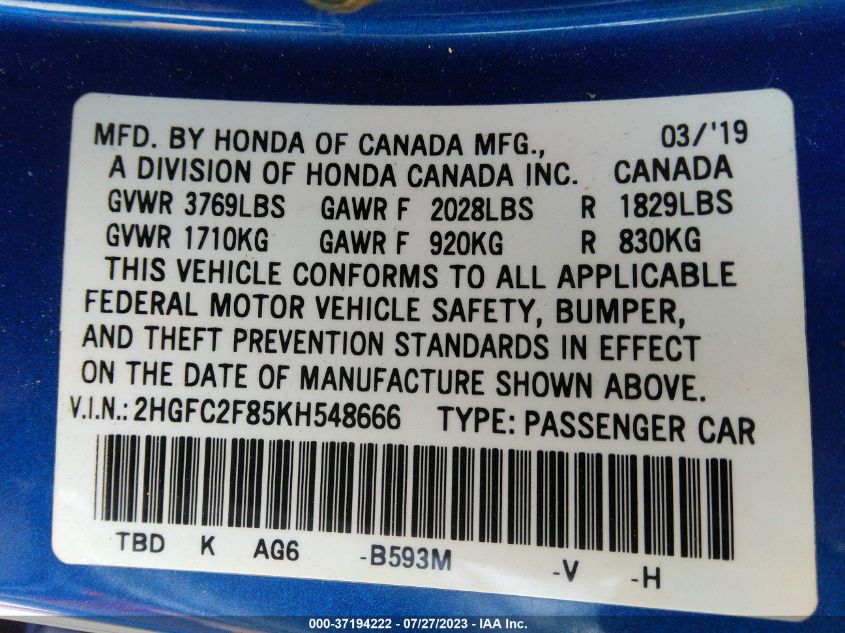 MFD. BY HONDA OF CANADA MFG., 03/'19
A DIVISION OF HONDA CANADA INC. CANADA
GVWR 3769LBS GAWR F 2028LBS R 1829LBS
GVWR 1710KG GAWR F 920KG R 830KG
THIS VEHICLE CONFORMS TO ALL APPLICABLE
FEDERAL MOTOR VEHICLE SAFETY, BUMPER,
AND THEFT PREVENTION STANDARDS IN EFFECT
ON THE DATE OF MANUFACTURE SHOWN ABOVE.
V.I.N.: 2HGFC2F85KH548666 TYPE: PASSENGER CAR
TBD K AG6 -B593M -V -H
000-37194222 - 07/27/2023 - IAA Inc.